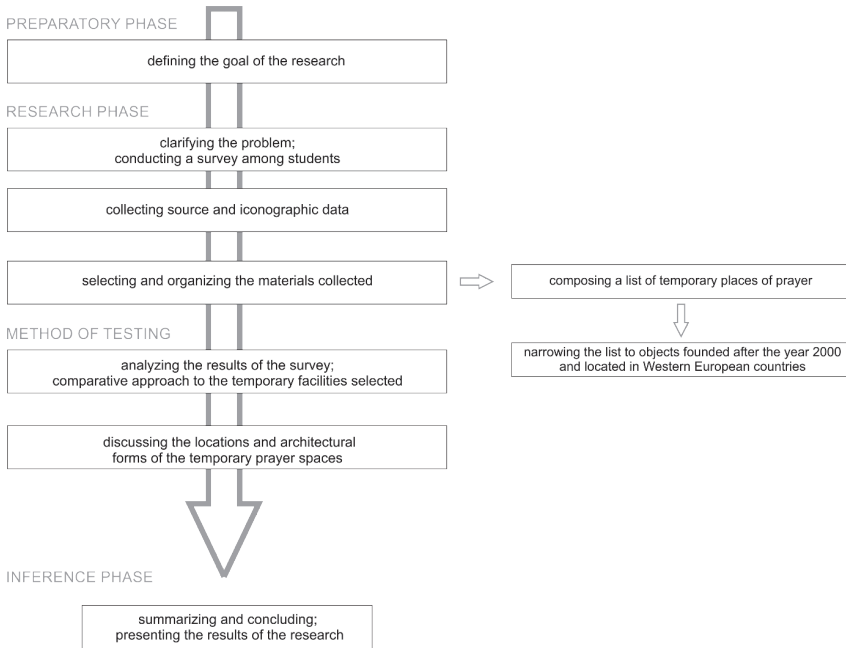 PREPARATORY PHASE
defining the goal of the research
RESEARCH PHASE
clarifying the problem;
conducting a survey among students
collecting source and iconographic data
selecting and organizing the materials collected
composing a list of temporary places of prayer
narrowing the list to objects founded after the year 2000
and located in Western European countries
METHOD OF TESTING
analyzing the results of the survey;
comparative approach to the temporary facilities selected
discussing the locations and architectural
forms of the temporary prayer spaces
INFERENCE PHASE
summarizing and concluding;
presenting the results of the research